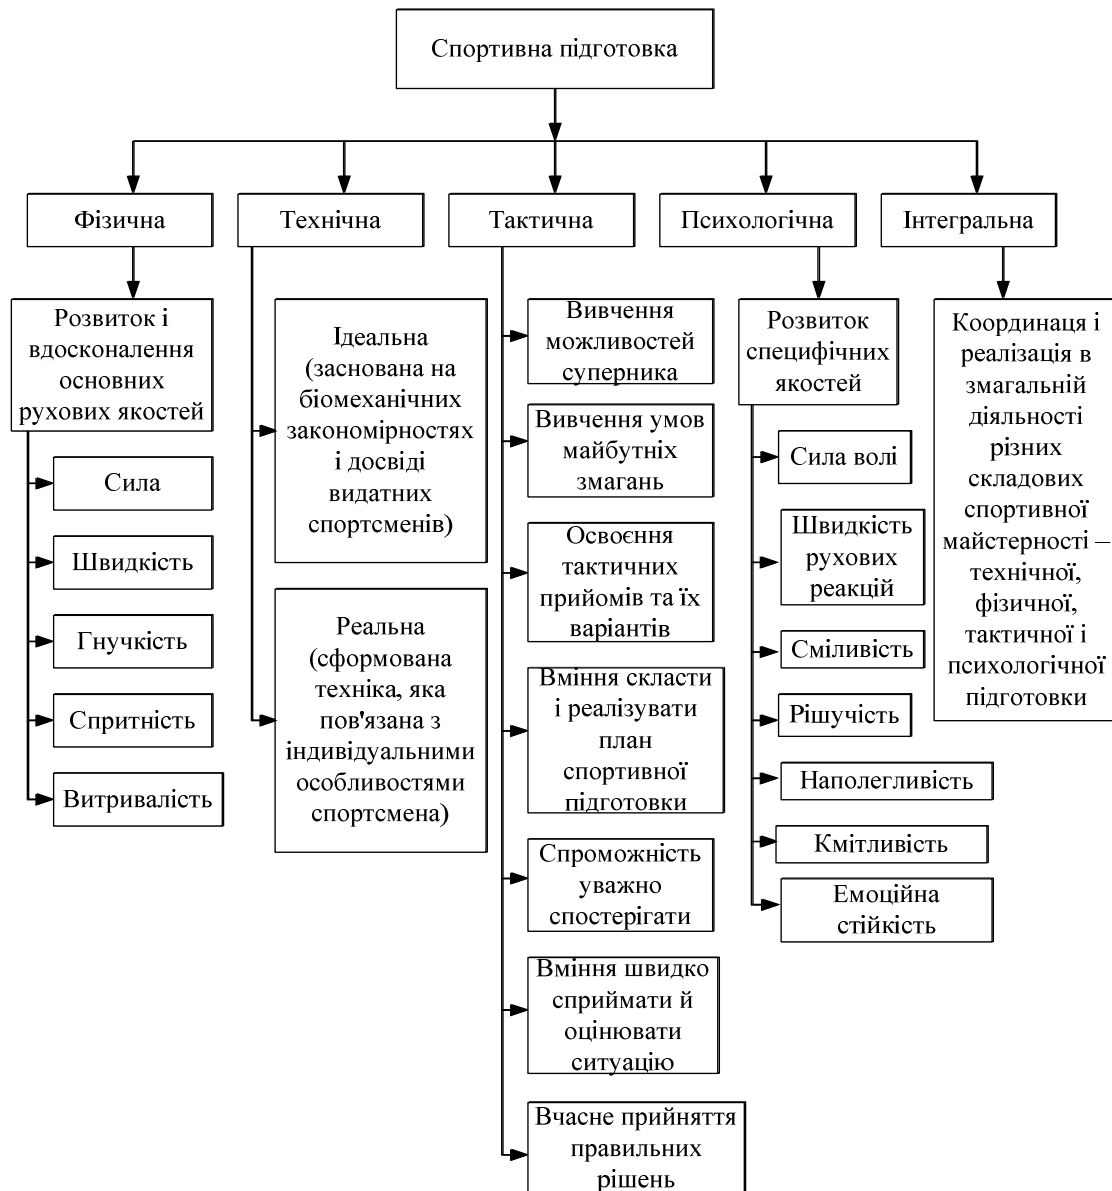 Спортивна підготовка
Фізична
Технічна
Тактична
Психологічна
Інтегральна
Розвиток і
вдосконалення
основних
рухових якостей
Сила
Швидкість
Гнучкість
Спритність
Витривалість
Ідеальна
(заснована на
біомеханічних
закономірностях
і досвіді
видатних
спортсменів)
Реальна
(сформована
техніка, яка
пов'язана з
індивідуальними
особливостями
спортсмена)
Вивчення
можливостей
суперника
Вивчення умов
майбутніх
змагань
Освоєння
тактичних
прийомів та їх
варіантів
Вміння скласти
і реалізувати
план
спортивної
підготовки
Спроможність
уважно
спостерігати
Вміння швидко
сприймати й
оцінювати
ситуацію
Вчасне прийняття
правильних
рішень
Розвиток
специфічних
якостей
Сила волі
Швидкість
рухових
реакцій
Сміливість
Рішучість
Наполегливість
Кмітливість
Емоційна
стійкість
Координаця і
реалізація в
змагальній
діяльності
різних
складових
спортивної
майстерності –
технічної,
фізичної,
тактичної і
психологічної
підготовки